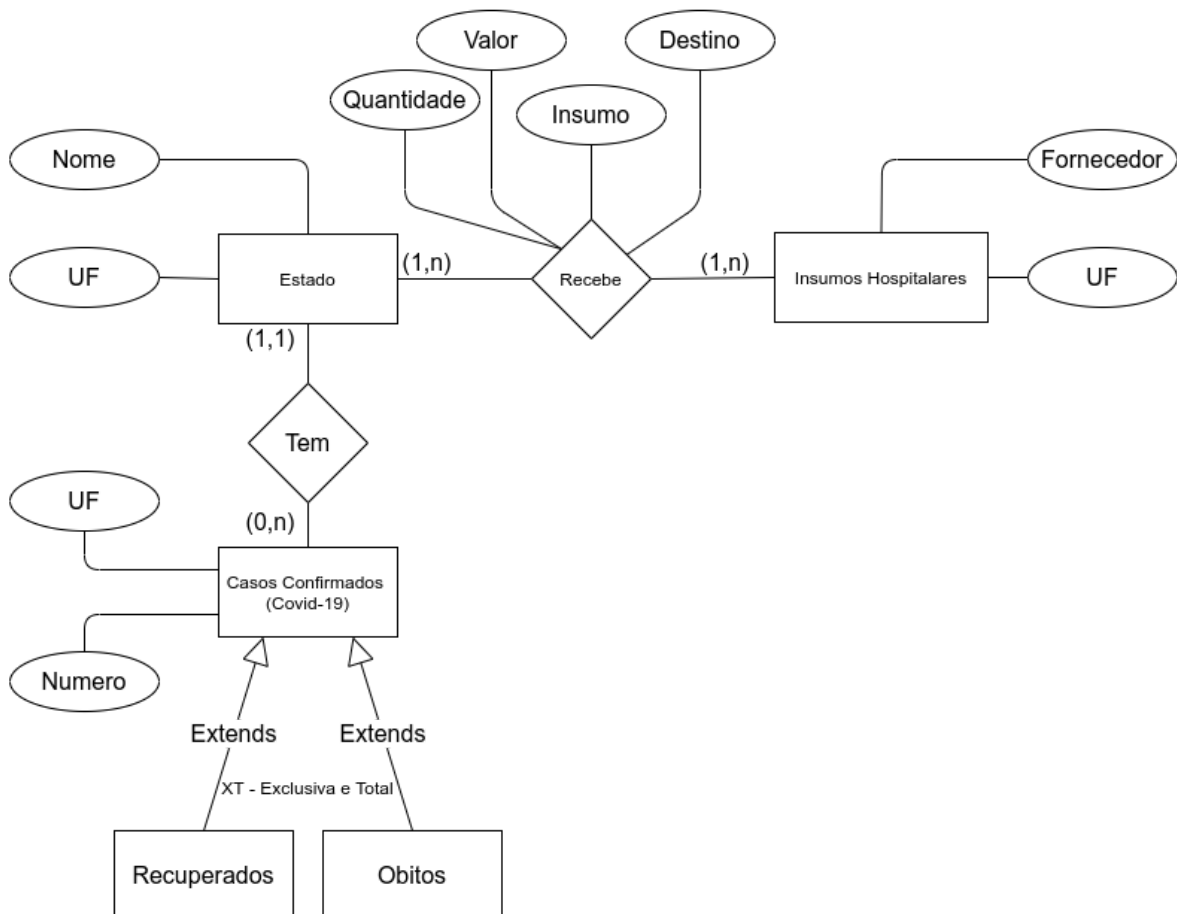 Valor
Destino
Quantidade
Insumo
Nome
Fornecedor
UF
Estado
(1,n)
Recebe
(1,n)
Insumos Hospitalares
UF
(1,1)
Tem
UF
(0,n)
Casos Confirmados
(Covid-19)
Numero
Extends
Extends
XT - Exclusiva e Total
Recuperados
Obitos